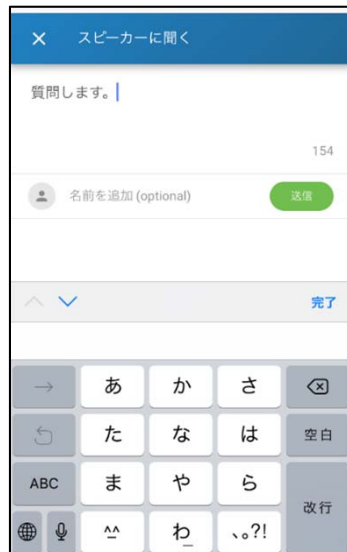 × スピーカーに聞く
質問します。
154
名前を追加 (optional) 送信
完了
→ あ か さ
た な は 空白
ABC ま や ら
改行
^^ わ_ 、。?!